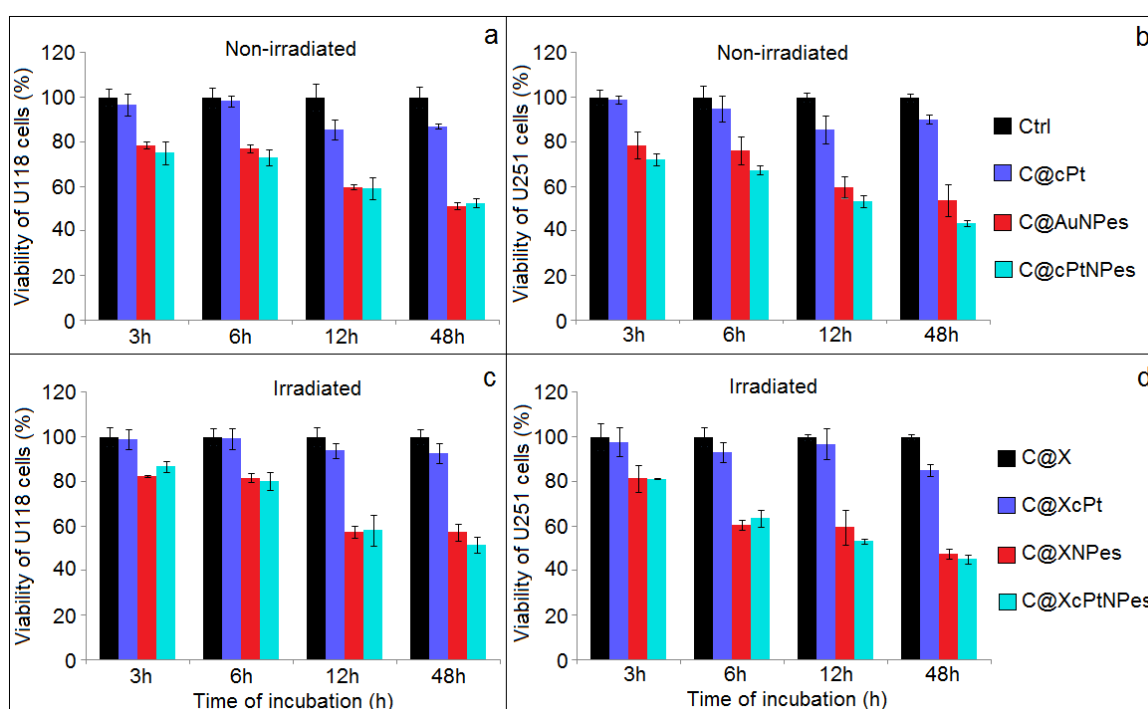 a
Non-irradiated
Viability of U118 cells (%)
120
100
80
60
40
20
0
3h 6h 12h 48h
b
Non-irradiated
Viability of U251 cells (%)
120
100
80
60
40
20
0
3h 6h 12h 48h
Ctrl
C@cPt
C@AuNPes
C@cPtNPes
c
Irradiated
Viability of U118 cells (%)
120
100
80
60
40
20
0
3h 6h 12h 48h
Time of incubation (h)
d
Irradiated
Viability of U251 cells (%)
120
100
80
60
40
20
0
3h 6h 12h 48h
Time of incubation (h)
C@X
C@XcPt
C@XNPes
C@XcPtNPes